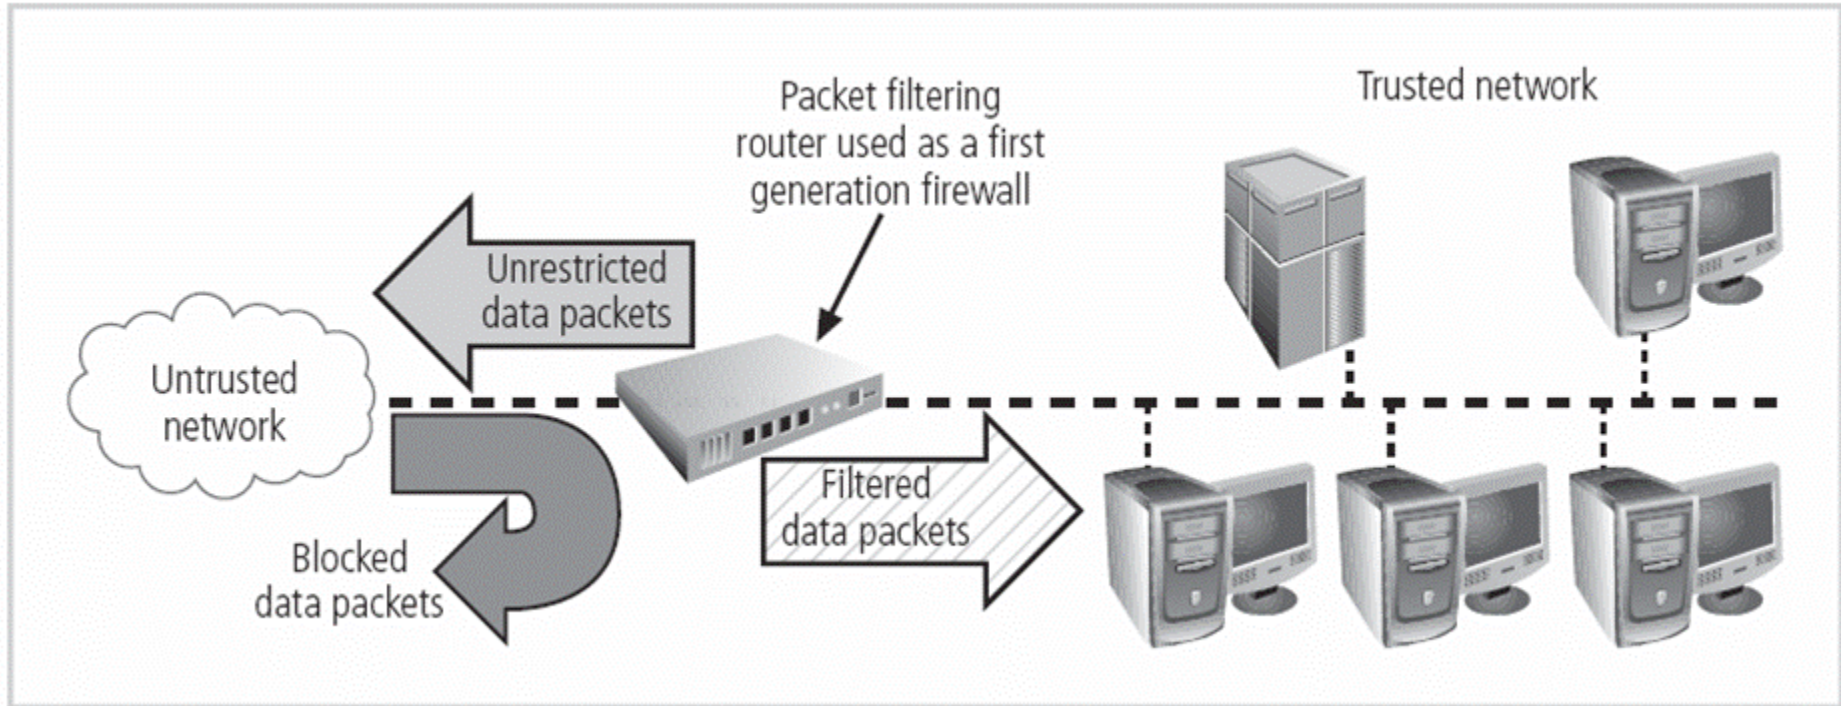 Packet filtering
router used as a first
generation firewall
Trusted network
Unrestricted
data packets
Untrusted
network
Filtered
data packets
Blocked
data packets